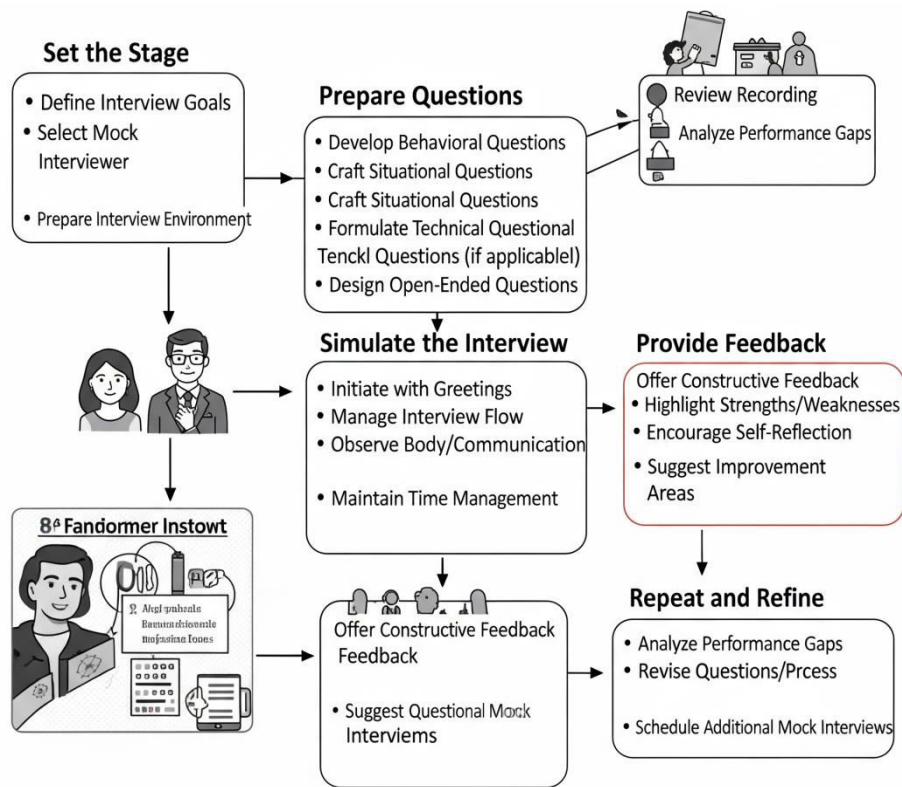 Set the Stage
• Define Interview Goals
• Select Mock
Interviewer
• Prepare Interview Environment
Prepare Questions
• Develop Behavioral Questions
• Craft Situational Questions
• Craft Situational Questions
• Formulate Technical Questional
Tenckl Questions (if applicablel)
• Design Open-Ended Questions
Review Recording
Analyze Performance Gaps
Simulate the Interview
• Initiate with Greetings
• Manage Interview Flow
• Observe Body/Communication
• Maintain Time Management
Provide Feedback
Offer Constructive Feedback
• Highlight Strengths/Weaknesses
• Encourage Self-Reflection
• Suggest Improvement
Areas
Fandormer Instowt
Offer Constructive Feedback
Feedback
• Suggest Questional Mock
Interviems
Repeat and Refine
• Analyze Performance Gaps
• Revise Questions/Prcess
• Schedule Additional Mock Interviews